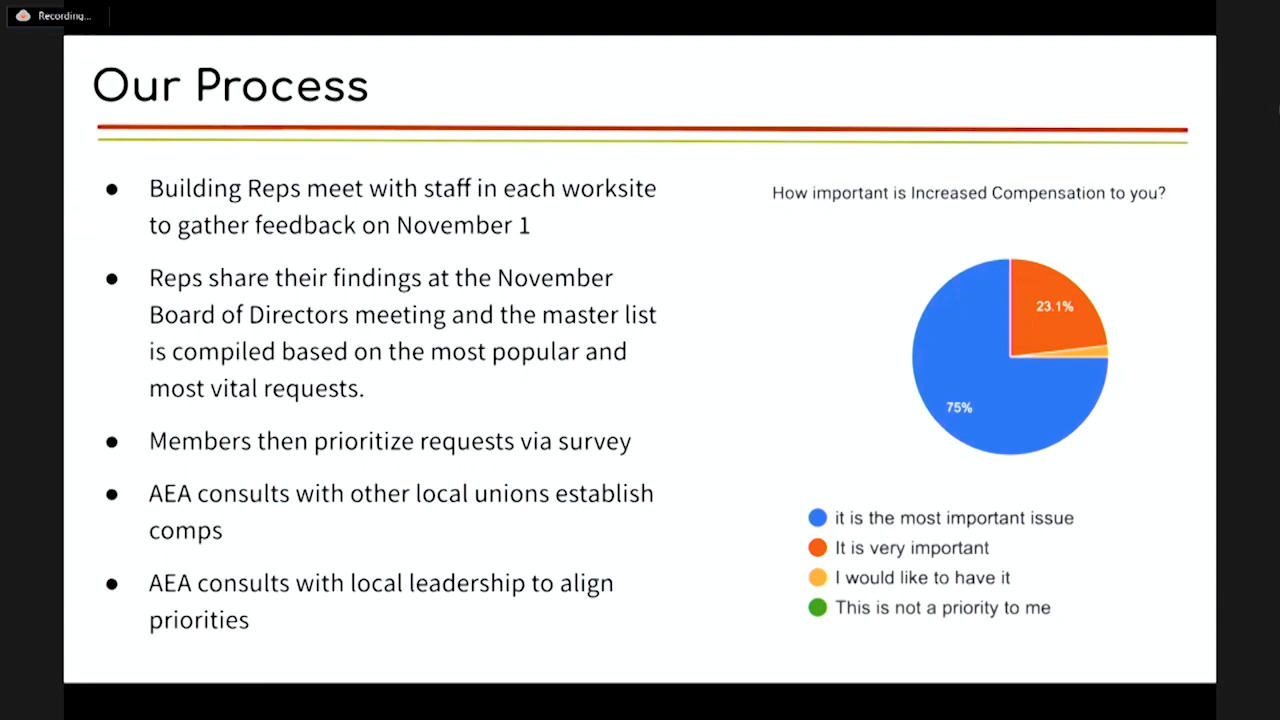 Recording...
Our Process
● Building Reps meet with staff in each worksite
to gather feedback on November 1
● Reps share their findings at the November
Board of Directors meeting and the master list
is compiled based on the most popular and
most vital requests.
● Members then prioritize requests via survey
● AEA consults with other local unions establish
comps
● AEA consults with local leadership to align
priorities
How important is Increased Compensation to you?
23.1%
75%
it is the most important issue
It is very important
I would like to have it
This is not a priority to me